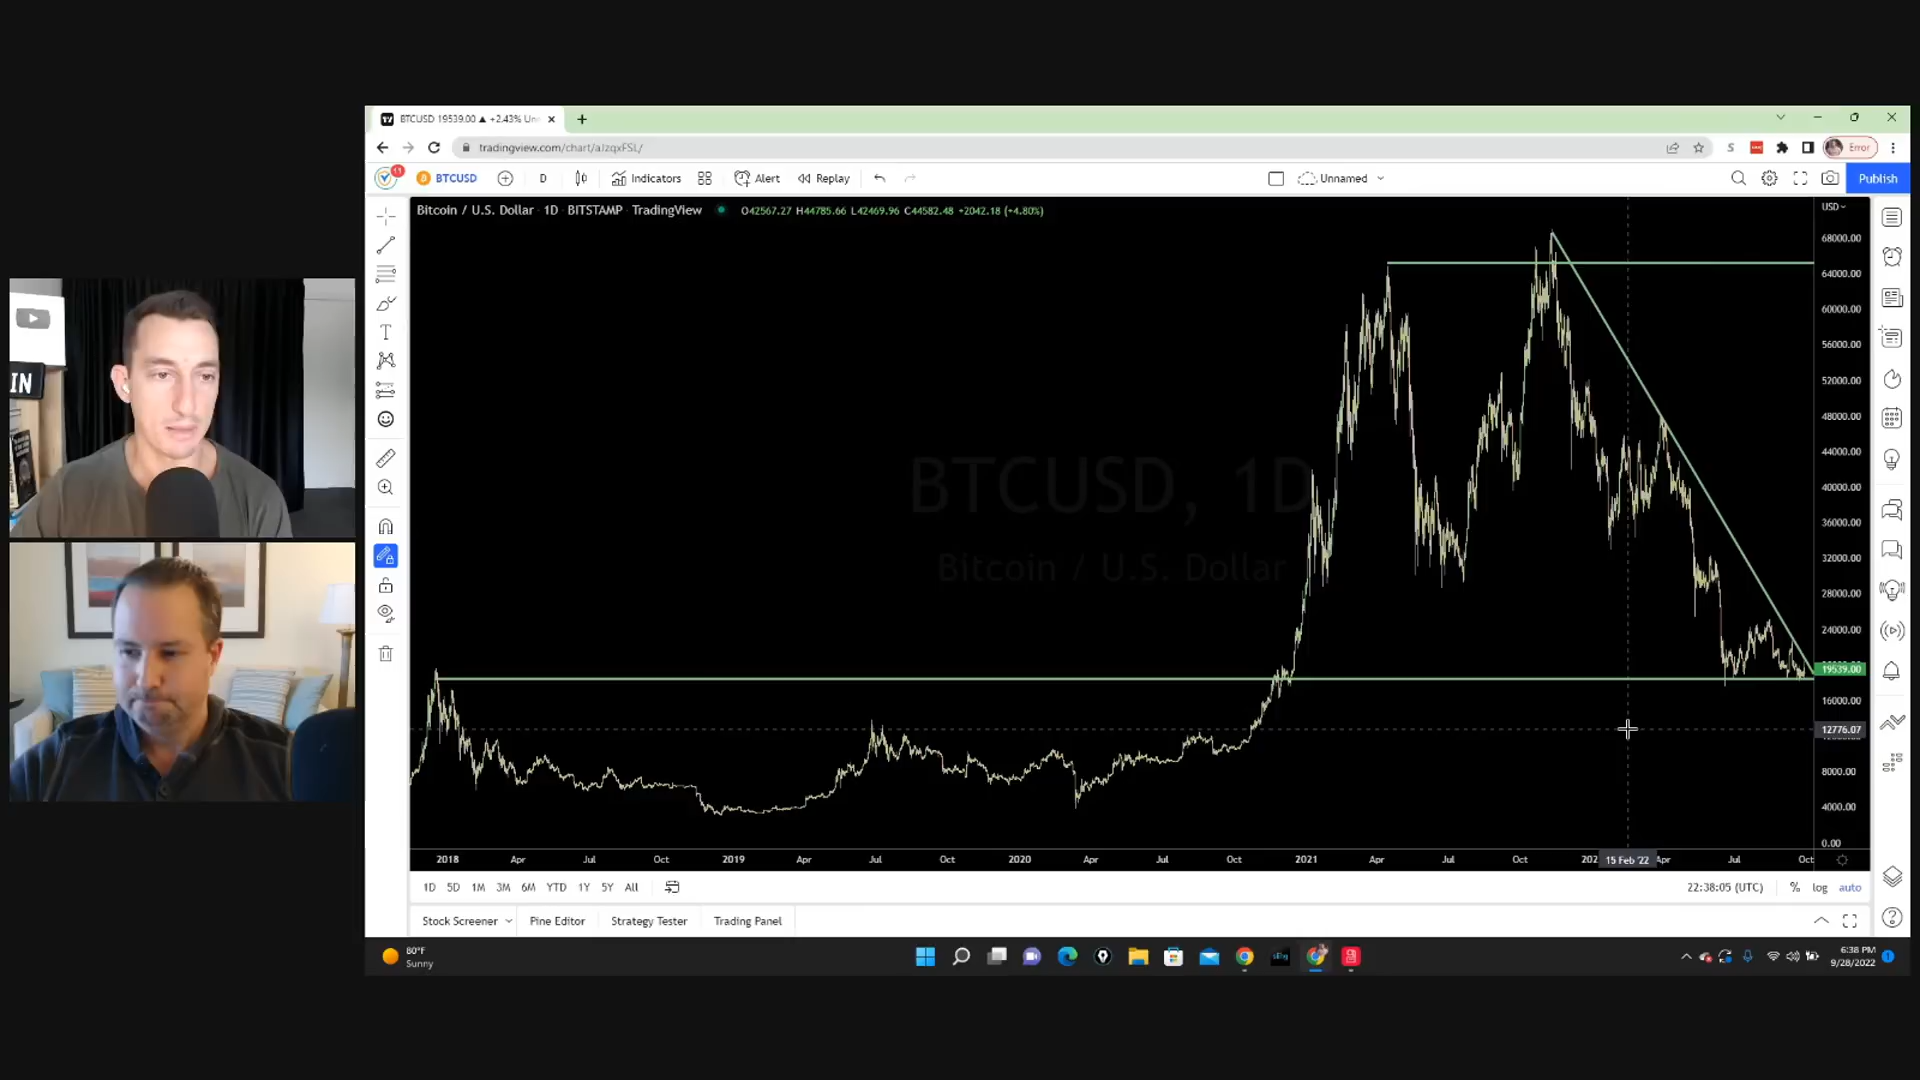 BTCUSD 19539.00 ▲ +2.43% Un
tradingview.com/chart/aJzqxFSL/
Error
11
BTCUSD
D
Indicators
Alert
Replay
Unnamed
Publish
Bitcoin / U.S. Dollar · 1D · BITSTAMP · TradingView
O42567.27 H44785.66 L42469.96 C44582.48 +2042.18 (+4.80%)
USD
68000.00
64000.00
60000.00
56000.00
52000.00
48000.00
44000.00
40000.00
36000.00
32000.00
28000.00
24000.00
19539.00
16000.00
12776.07
8000.00
4000.00
0.00
IN
BTCUSD, 1D
Bitcoin / U.S. Dollar
2018 Apr Jul Oct 2019 Apr Jul Oct 2020 Apr Jul Oct 2021 Apr Jul Oct 202 15 Feb '22 Apr Jul Oct
1D 5D 1M 3M 6M YTD 1Y 5Y All
22:38:05 (UTC) % log auto
Stock Screener Pine Editor Strategy Tester Trading Panel
80°F
Sunny
6:38 PM
9/28/2022